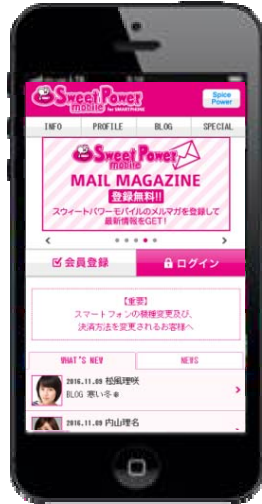 Sweet Power
mobile for SMARTPHONE
Spice
Power
INFO PROFILE BLOG SPECIAL
Sweet Power
mobile
MAIL MAGAZINE
登録
無料!!
スウィートパワーモバイルのメルマガを登録して
最新情報をGET!
会員登録 ログイン
【重要】
スマートフォンの機種変更及び、
決済方法を変更されるお客様へ
WHAT'S NEW NEWS
2016.11.09 松風理咲
BLOG 寒い冬❄
2016.11.09 内山理名